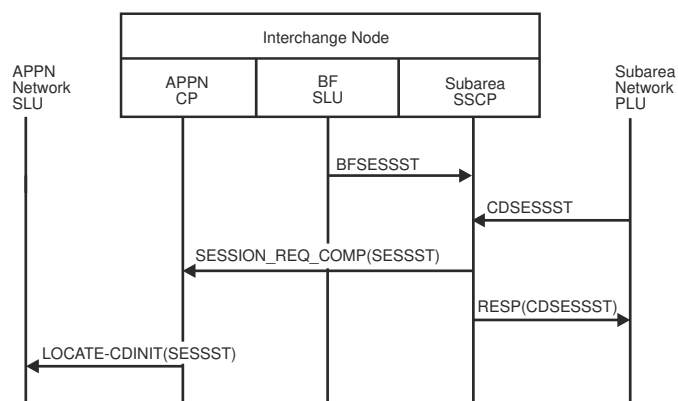 Interchange Node
APPN
Network
SLU
APPN
CP
BF
SLU
Subarea
SSCP
Subarea
Network
PLU
BFSESSST
CDSESSST
SESSION_REQ_COMP(SESSST)
RESP(CDSESSST)
LOCATE-CDINIT(SESSST)